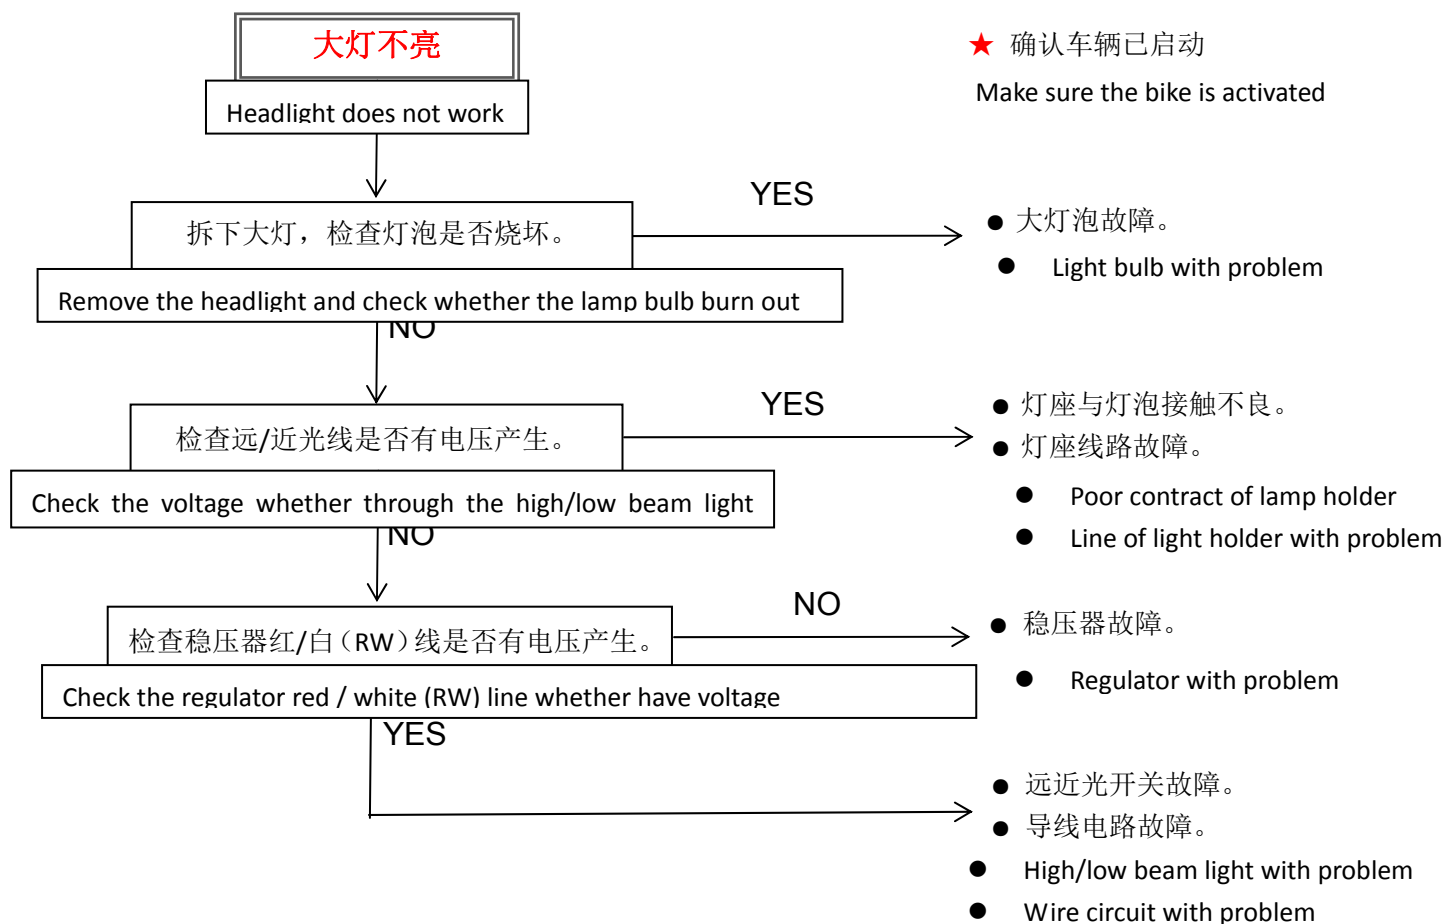 大灯不亮
★ 确认车辆已启动
Headlight does not work
Make sure the bike is activated
YES
拆下大灯，检查灯泡是否烧坏。
● 大灯泡故障。
● Light bulb with problem
Remove the headlight and check whether the lamp bulb burn out
NO
YES
检查远/近光线是否有电压产生。
● 灯座与灯泡接触不良。
● 灯座线路故障。
Check the voltage whether through the high/low beam light
● Poor contract of lamp holder
● Line of light holder with problem
NO
NO
检查稳压器红/白（RW）线是否有电压产生。
● 稳压器故障。
Check the regulator red / white (RW) line whether have voltage
● Regulator with problem
YES
● 远近光开关故障。
● 导线电路故障。
● High/low beam light with problem
● Wire circuit with problem